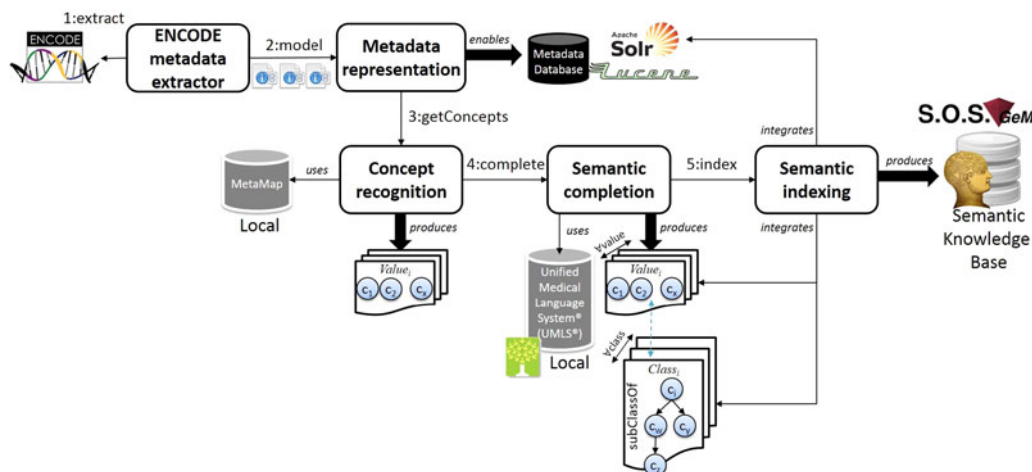 1:extract
ENCODE
ENCODE
metadata
extractor
2:model
Metadata
representation
enables
Metadata
Database
Apache
Solr
Lucene
3:getConcepts
integrates
S.O.S. GeM
MetaMap
Local
uses
Concept
recognition
4:complete
Semantic
completion
5:index
Semantic
indexing
produces
Semantic
Knowledge
Base
produces
Value i
c1 c2 cx
uses
produces
integrates
∀value
Unified
Medical
Language
System®
(UMLS®)
Local
Value i
c1 c2 cx
∀class
Class i
subClassOf
ci
cw cy
cz